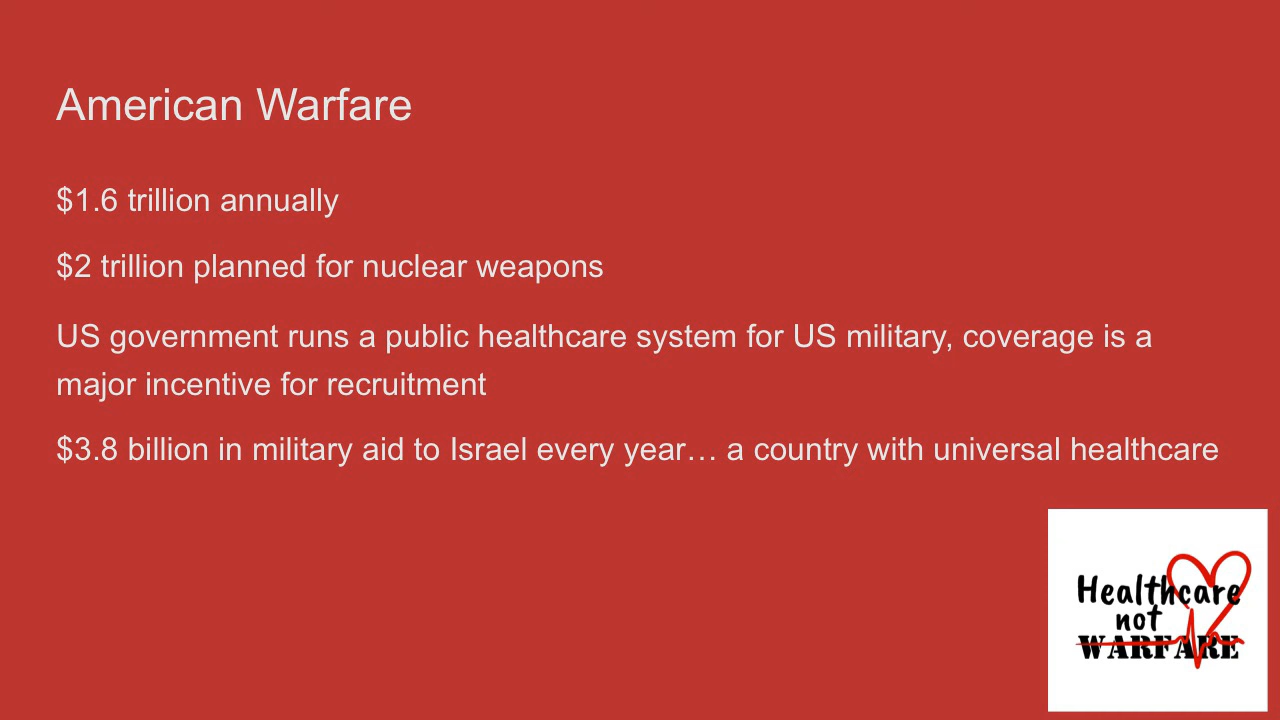 American Warfare
$1.6 trillion annually
$2 trillion planned for nuclear weapons
US government runs a public healthcare system for US military, coverage is a
major incentive for recruitment
$3.8 billion in military aid to Israel every year… a country with universal healthcare
Healthcare
not
WARFARE